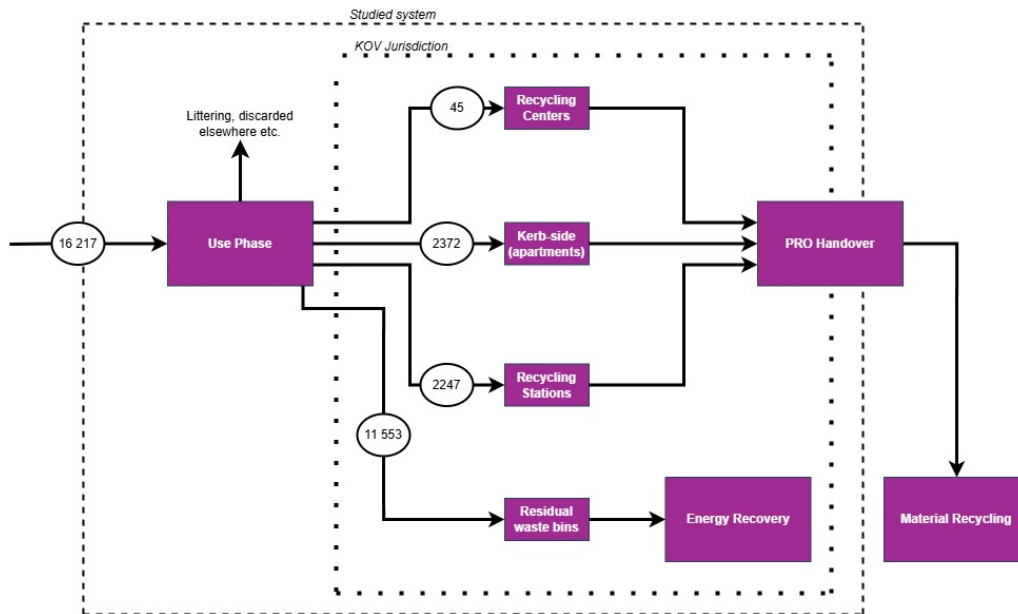 Studied system
KOV Jurisdiction
Littering, discarded
elsewhere etc.
45
Recycling
Centers
16 217
Use Phase
2372
Kerb-side
(apartments)
PRO Handover
2247
Recycling
Stations
11 553
Residual
waste bins
Energy Recovery
Material Recycling